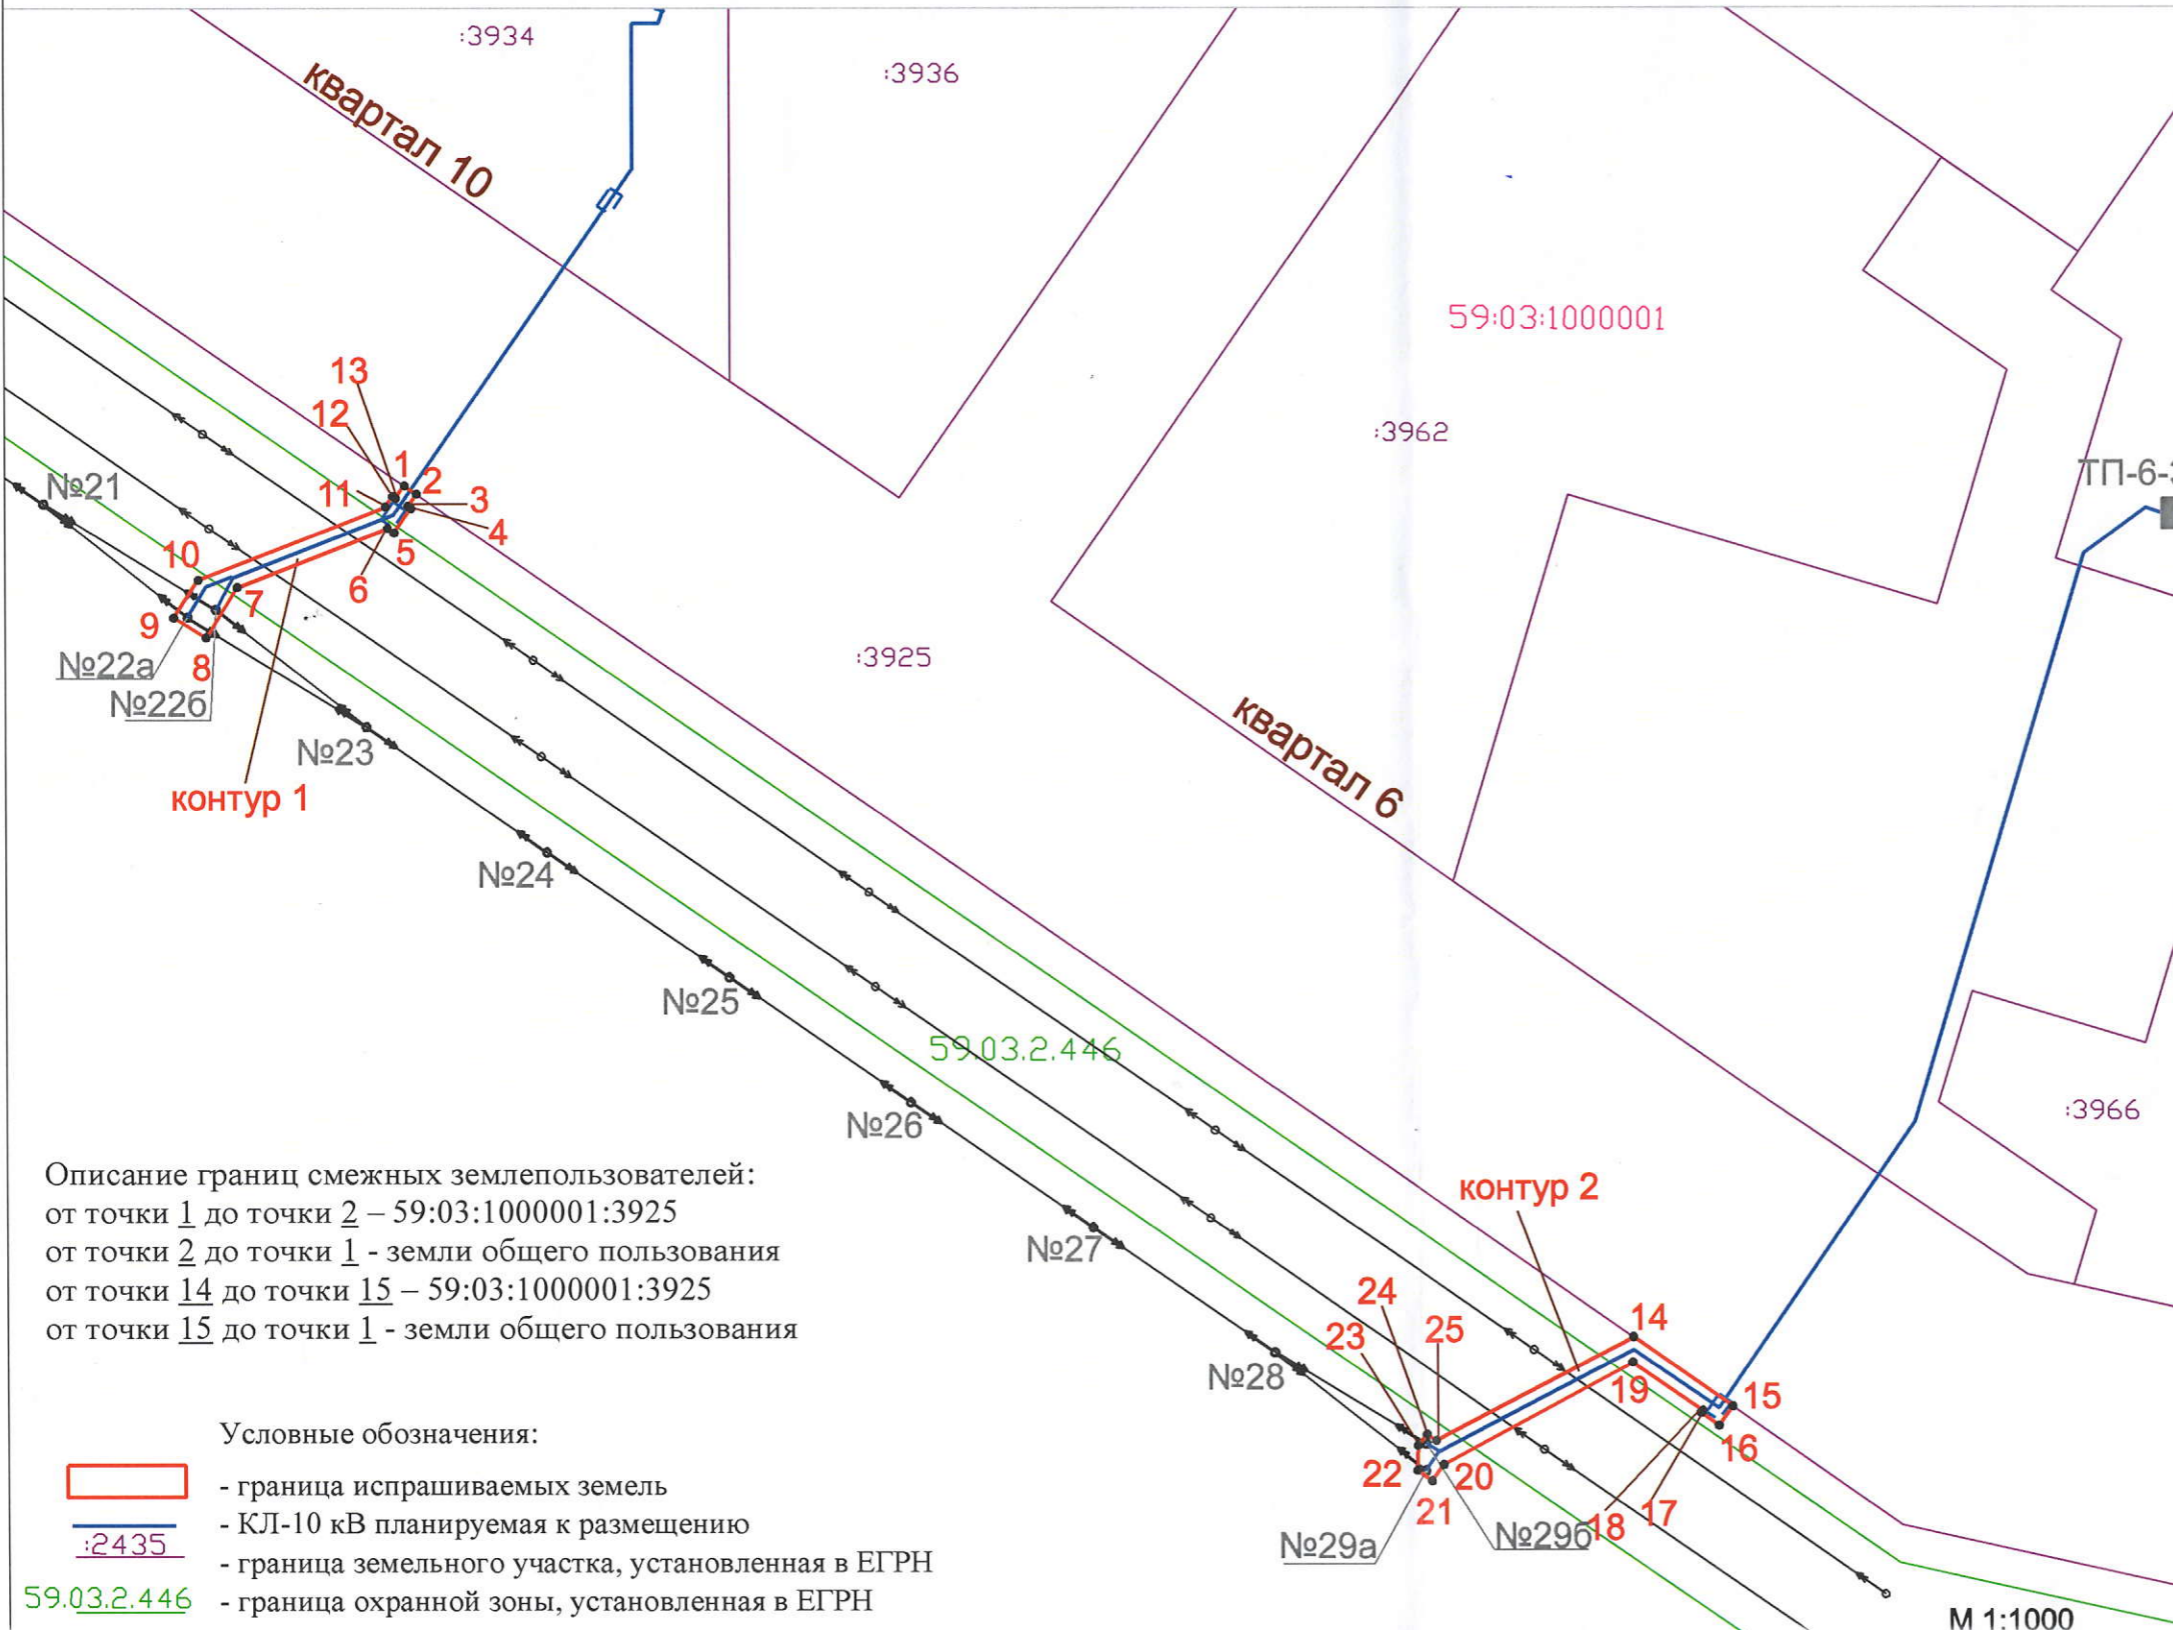 :3934
:3936
квартал 10
59:03:1000001
13
12
:3962
1
2
ТП-6-
№21
11
3
4
10
5
6
7
9
:3925
№22а
8
№22б
квартал 6
№23
контур 1
№24
№25
59.03.2.446
:3966
№26
Описание границ смежных землепользователей:
от точки 1 до точки 2 – 59:03:1000001:3925
от точки 2 до точки 1 - земли общего пользования
от точки 14 до точки 15 – 59:03:1000001:3925
от точки 15 до точки 1 - земли общего пользования
контур 2
№27
24
14
23
25
№28
19
15
16
22
20
21
17
18
№29а
№29б
Условные обозначения:
- граница испрашиваемых земель
- КЛ-10 кВ планируемая к размещению
:2435
- граница земельного участка, установленная в ЕГРН
59.03.2.446
- граница охранной зоны, установленная в ЕГРН
М 1:1000